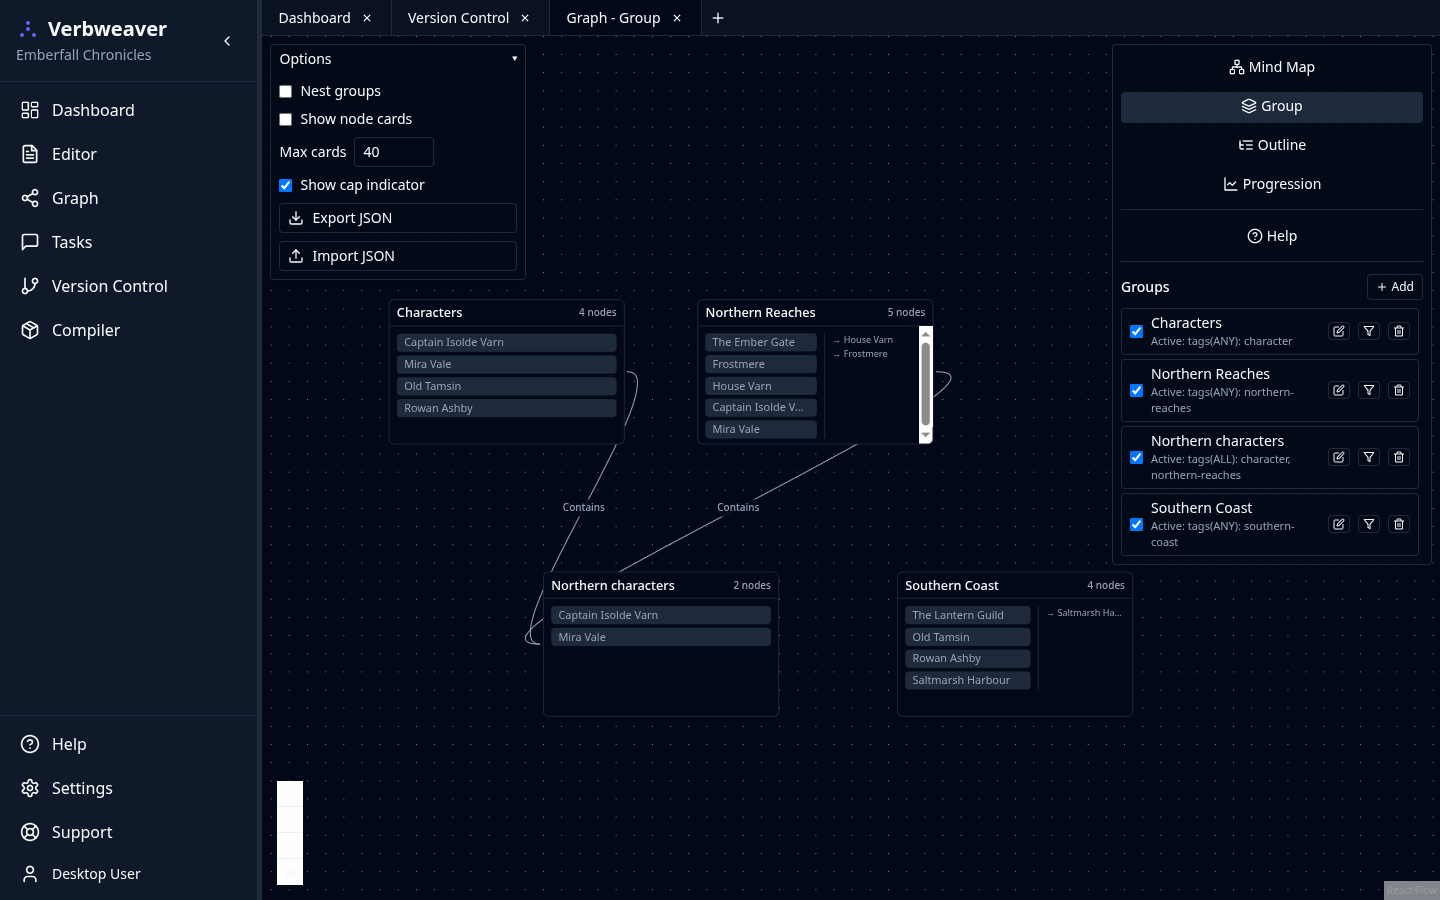 Verbweaver
Emberfall Chronicles
Dashboard
Editor
Graph
Tasks
Version Control
Compiler
Help
Settings
Support
Desktop User
Dashboard ×
Version Control ×
Graph - Group ×
Options
Nest groups
Show node cards
Max cards 40
Show cap indicator
Export JSON
Import JSON
Mind Map
Group
Outline
Progression
Help
Groups
+ Add
Characters
Active: tags(ANY): character
Northern Reaches
Active: tags(ANY): northern-
reaches
Northern characters
Active: tags(ALL): character,
northern-reaches
Southern Coast
Active: tags(ANY): southern-
coast
Characters 4 nodes
Captain Isolde Varn
Mira Vale
Old Tamsin
Rowan Ashby
Northern Reaches 5 nodes
The Ember Gate
Frostmere
House Varn
Captain Isolde V...
Mira Vale
→ House Varn
→ Frostmere
Contains
Contains
Northern characters 2 nodes
Captain Isolde Varn
Mira Vale
Southern Coast 4 nodes
The Lantern Guild
Old Tamsin
Rowan Ashby
Saltmarsh Harbour
→ Saltmarsh Ha...
React Flow